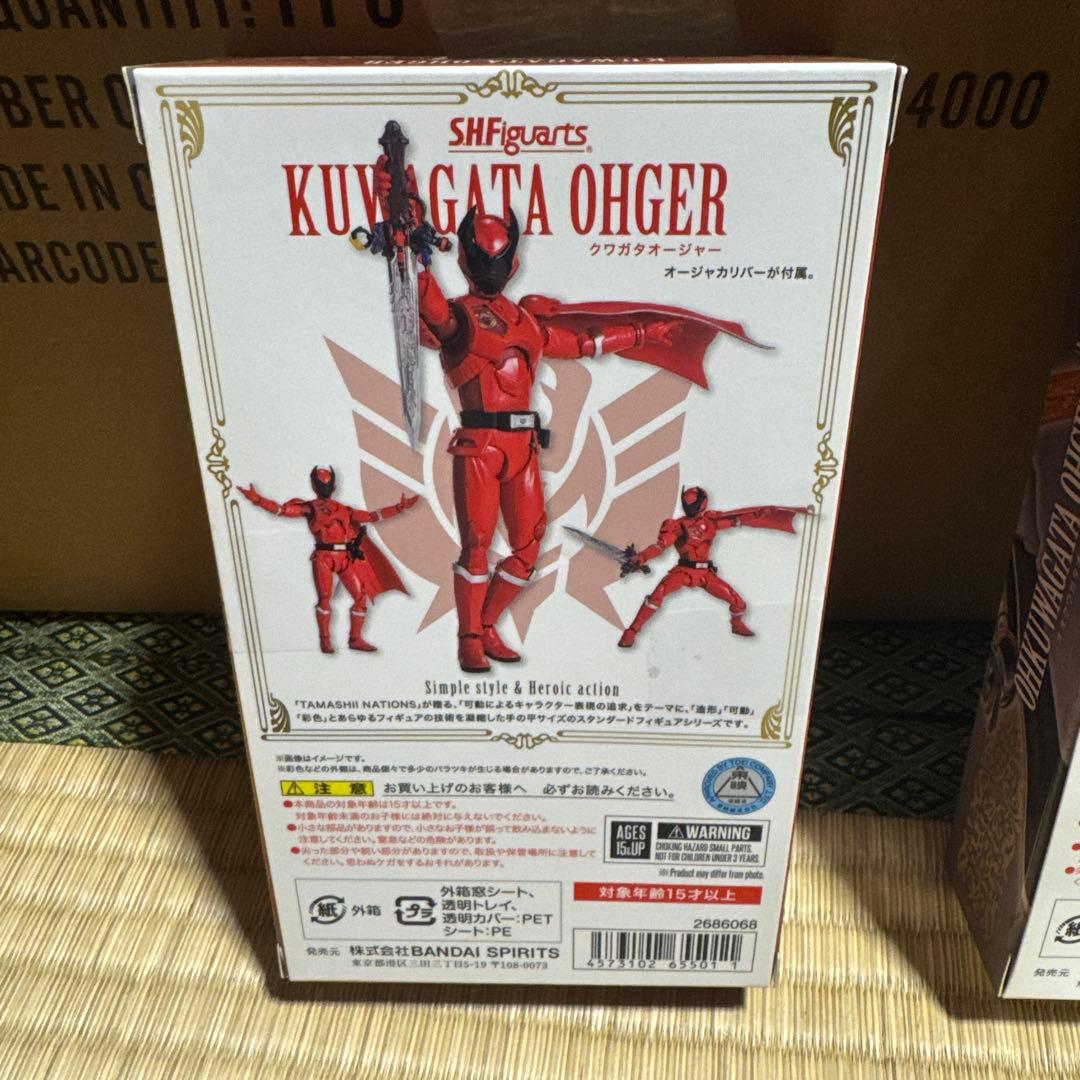 QUANTITY:
4000
DE IN C
ARCODE
KUWAGATA OHGER
S.H.Figuarts®
KUWAGATA OHGER
クワガタオージャー
オージャカリバーが付属。
Simple style & Heroic action
「TAMASHII NATIONS」が贈る、「可動によるキャラクター表現の追求」をテーマに、「造形」「可動」
「彩色」とあらゆるフィギュアの技術を凝縮した手の平サイズのスタンダードフィギュアシリーズです。
※画像はイメージです。
※彩色などの外観は、商品個々で多少のバラツキが生じる場合がありますので、ご了承ください。
注意 お買い上げのお客様へ 必ずお読みください。
●本商品の対象年齢は15才以上です。
対象年齢未満のお子様には絶対に与えないでください。
●小さな部品がありますので、小さなお子様が誤って飲み込まないように
注意してください。窒息などの危険があります。
●尖った部分や鋭い部分がありますので、取扱や保管場所に注意して
ください。思わぬケガをするおそれがあります。
APPROVED BY TOEI COMPANY, LTD.
東映
AGES
15&UP
WARNING
CHOKING HAZARD SMALL PARTS.
NOT FOR CHILDREN UNDER 3 YEARS.
※Product may differ from photo.
対象年齢15才以上
紙 外箱
プラ
外箱窓シート、
透明トレイ、
透明カバー:PET
シート:PE
2686068
発売元 株式会社BANDAI SPIRITS
東京都港区三田三丁目5-19 〒108-0073
4573102 65501 1
OHKUWAGATA OHGE
紙
発売元